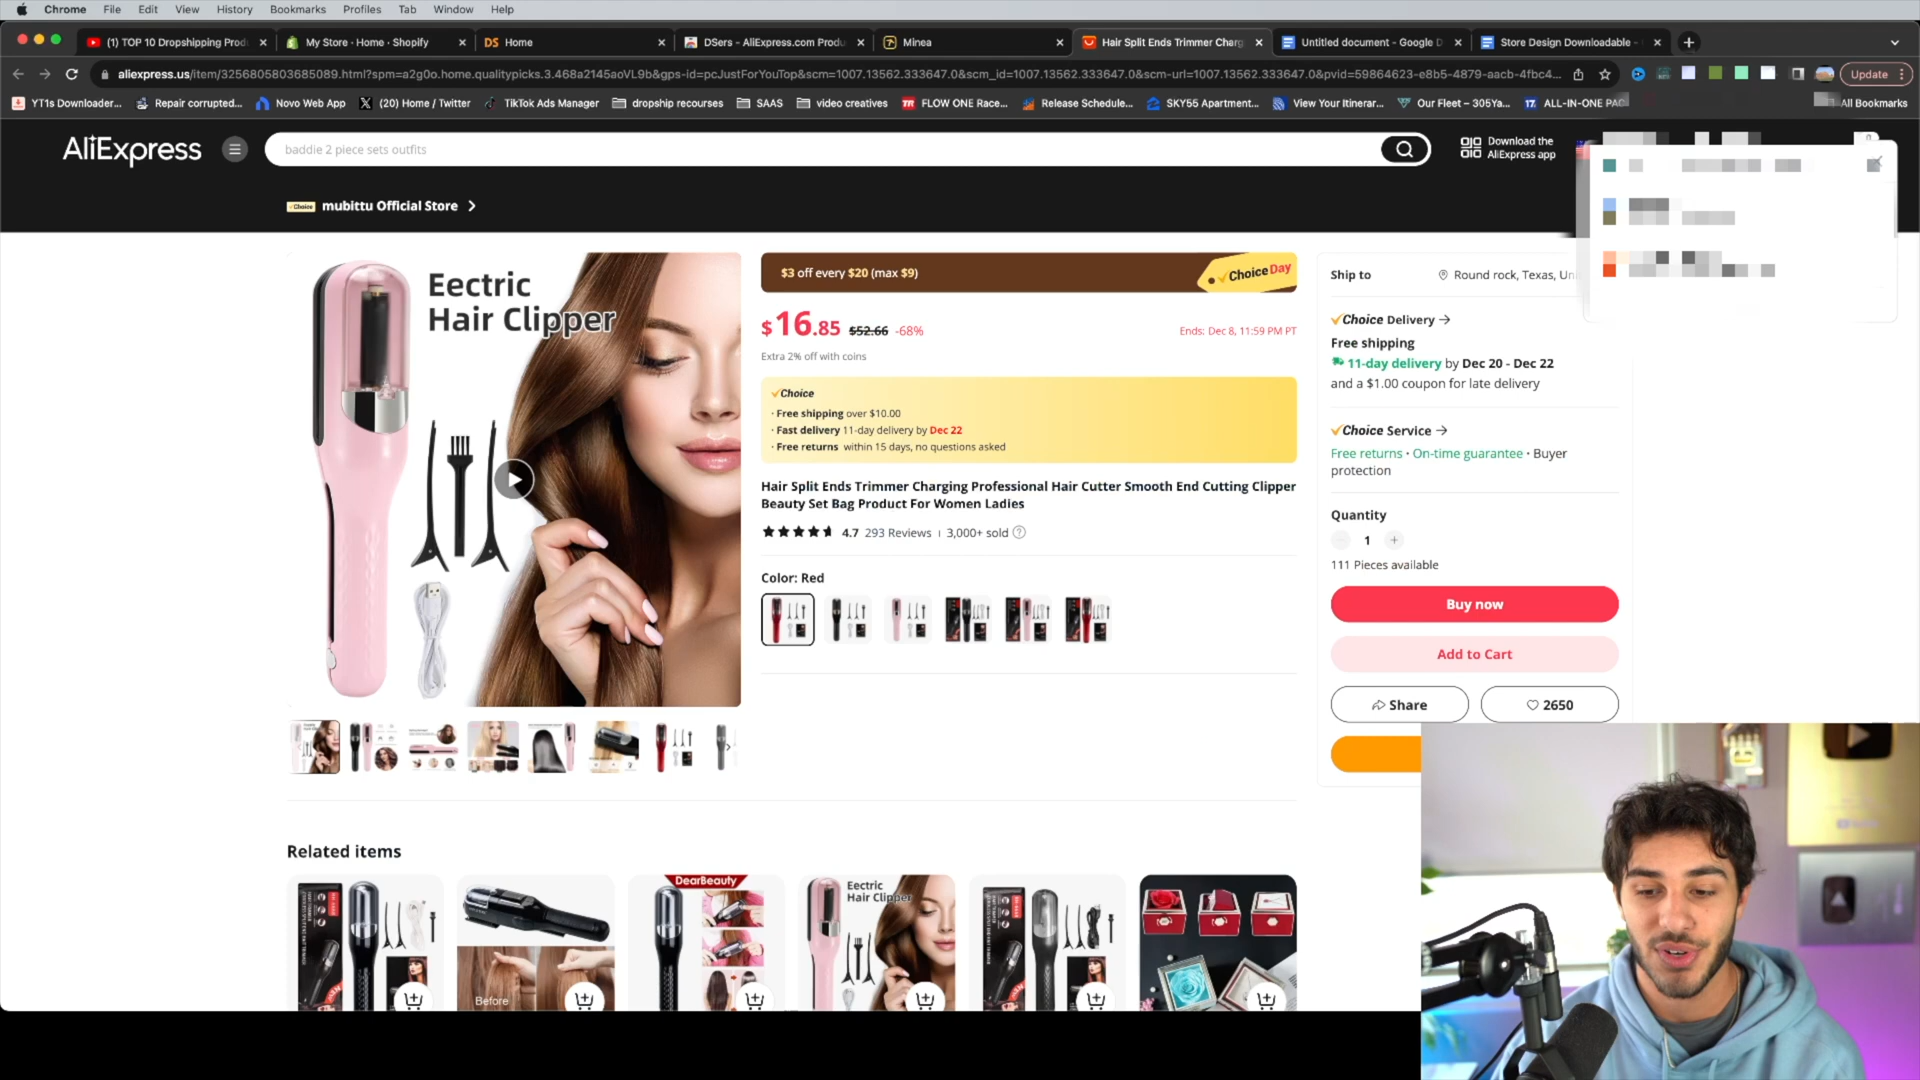 Chrome File Edit View History Bookmarks Profiles Tab Window Help
(1) TOP 10 Dropshipping Prod
My Store · Home · Shopify
DS Home
DSers - AliExpress.com Produ
Minea
Hair Split Ends Trimmer Charg
Untitled document - Google D
Store Design Downloadable -
aliexpress.us/item/3256805803685089.html?spm=a2g0o.home.qualitypicks.3.468a2145aoVL9b&gps-id=pcJustForYouTop&scm=1007.13562.333647.0&scm_id=1007.13562.333647.0&scm-url=1007.13562.333647.0&pvid=59864623-e8b5-4879-aacb-4fbc4...
Update
YT1s Downloader...
Repair corrupted...
Novo Web App
(20) Home / Twitter
TikTok Ads Manager
dropship recourses
SAAS
video creatives
TR FLOW ONE Race...
Release Schedule...
SKY55 Apartment...
View Your Itinerar...
Our Fleet – 305Ya...
17. ALL-IN-ONE PAC
All Bookmarks
AliExpress
baddie 2 piece sets outfits
Download the
AliExpress app
Choice mubittu Official Store
Eectric
Hair Clipper
$3 off every $20 (max $9)
Choice Day
$16.85 $52.66 -68%
Ends: Dec 8, 11:59 PM PT
Extra 2% off with coins
Choice
· Free shipping over $10.00
· Fast delivery 11-day delivery by Dec 22
· Free returns within 15 days, no questions asked
Hair Split Ends Trimmer Charging Professional Hair Cutter Smooth End Cutting Clipper
Beauty Set Bag Product For Women Ladies
4.7 293 Reviews 3,000+ sold
Color: Red
Ship to
Round rock, Texas, Un
Choice Delivery
Free shipping
11-day delivery by Dec 20 - Dec 22
and a $1.00 coupon for late delivery
Choice Service
Free returns · On-time guarantee · Buyer
protection
Quantity
1
111 Pieces available
Buy now
Add to Cart
Share
2650
Related items
Before
DearBeauty
Eectric
Hair Clipper